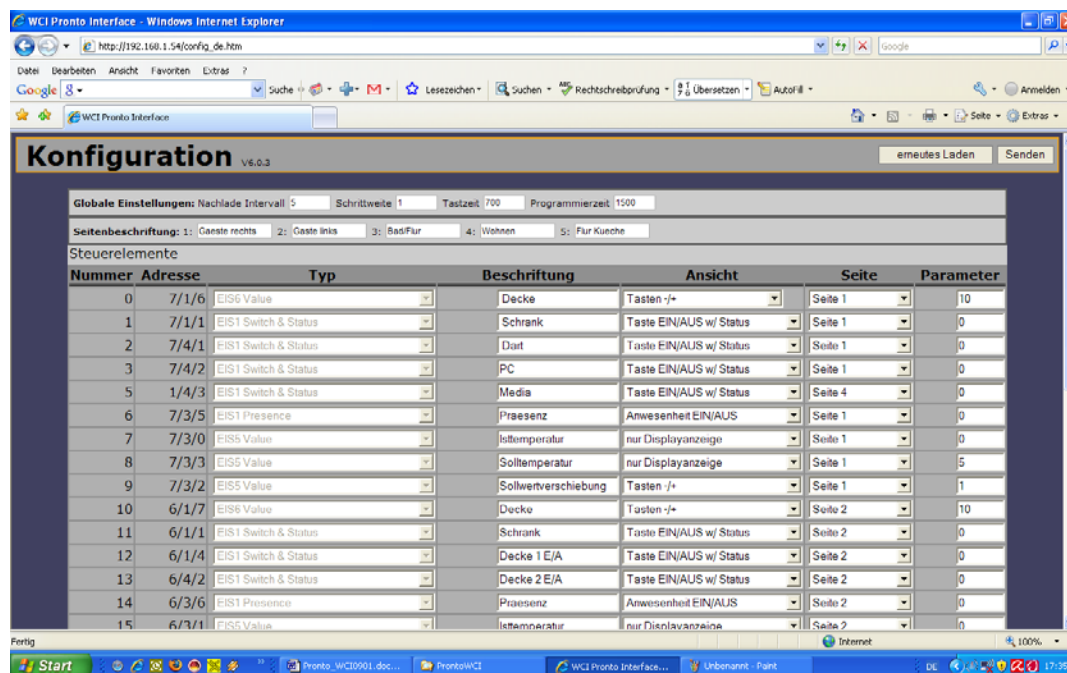 WCI Pronto Interface - Windows Internet Explorer
http://192.168.1.54/config_de.htm
Google
Datei Bearbeiten Ansicht Favoriten Extras ?
Google Suche Lesezeichen Suchen Rechtschreibprüfung Übersetzen AutoFill Anmelden
WCI Pronto Interface Seite Extras
Konfiguration V6.0.3 erneutes Laden Senden
Globale Einstellungen: Nachlade Intervall 5 Schrittweite 1 Tastzeit 700 Programmierzeit 1500
Seitenbeschriftung: 1: Gaeste rechts 2: Gaste links 3: Bad/Flur 4: Wohnen 5: Flur Kueche
Steuerelemente
Nummer Adresse Typ Beschriftung Ansicht Seite Parameter
0 7/1/6 EIS6 Value Decke Tasten -/+ Seite 1 10
1 7/1/1 EIS1 Switch & Status Schrank Taste EIN/AUS w/ Status Seite 1 0
2 7/4/1 EIS1 Switch & Status Dart Taste EIN/AUS w/ Status Seite 1 0
3 7/4/2 EIS1 Switch & Status PC Taste EIN/AUS w/ Status Seite 1 0
5 1/4/3 EIS1 Switch & Status Media Taste EIN/AUS w/ Status Seite 4 0
6 7/3/5 EIS1 Presence Praesenz Anwesenheit EIN/AUS Seite 1 0
7 7/3/0 EIS5 Value Isttemperatur nur Displayanzeige Seite 1 0
8 7/3/3 EIS5 Value Solltemperatur nur Displayanzeige Seite 1 5
9 7/3/2 EIS5 Value Sollwertverschiebung Tasten -/+ Seite 1 1
10 6/1/7 EIS6 Value Decke Tasten -/+ Seite 2 10
11 6/1/1 EIS1 Switch & Status Schrank Taste EIN/AUS w/ Status Seite 2 0
12 6/1/4 EIS1 Switch & Status Decke 1 E/A Taste EIN/AUS w/ Status Seite 2 0
13 6/4/2 EIS1 Switch & Status Decke 2 E/A Taste EIN/AUS w/ Status Seite 2 0
14 6/3/6 EIS1 Presence Praesenz Anwesenheit EIN/AUS Seite 2 0
15 6/3/1 EIS5 Value Isttemperatur nur Displayanzeige Seite 2 0
Fertig Internet 100%
Start Pronto_WCI0901.doc... ProntoWCI WCI Pronto Interface... Unbenannt - Paint DE 17:35